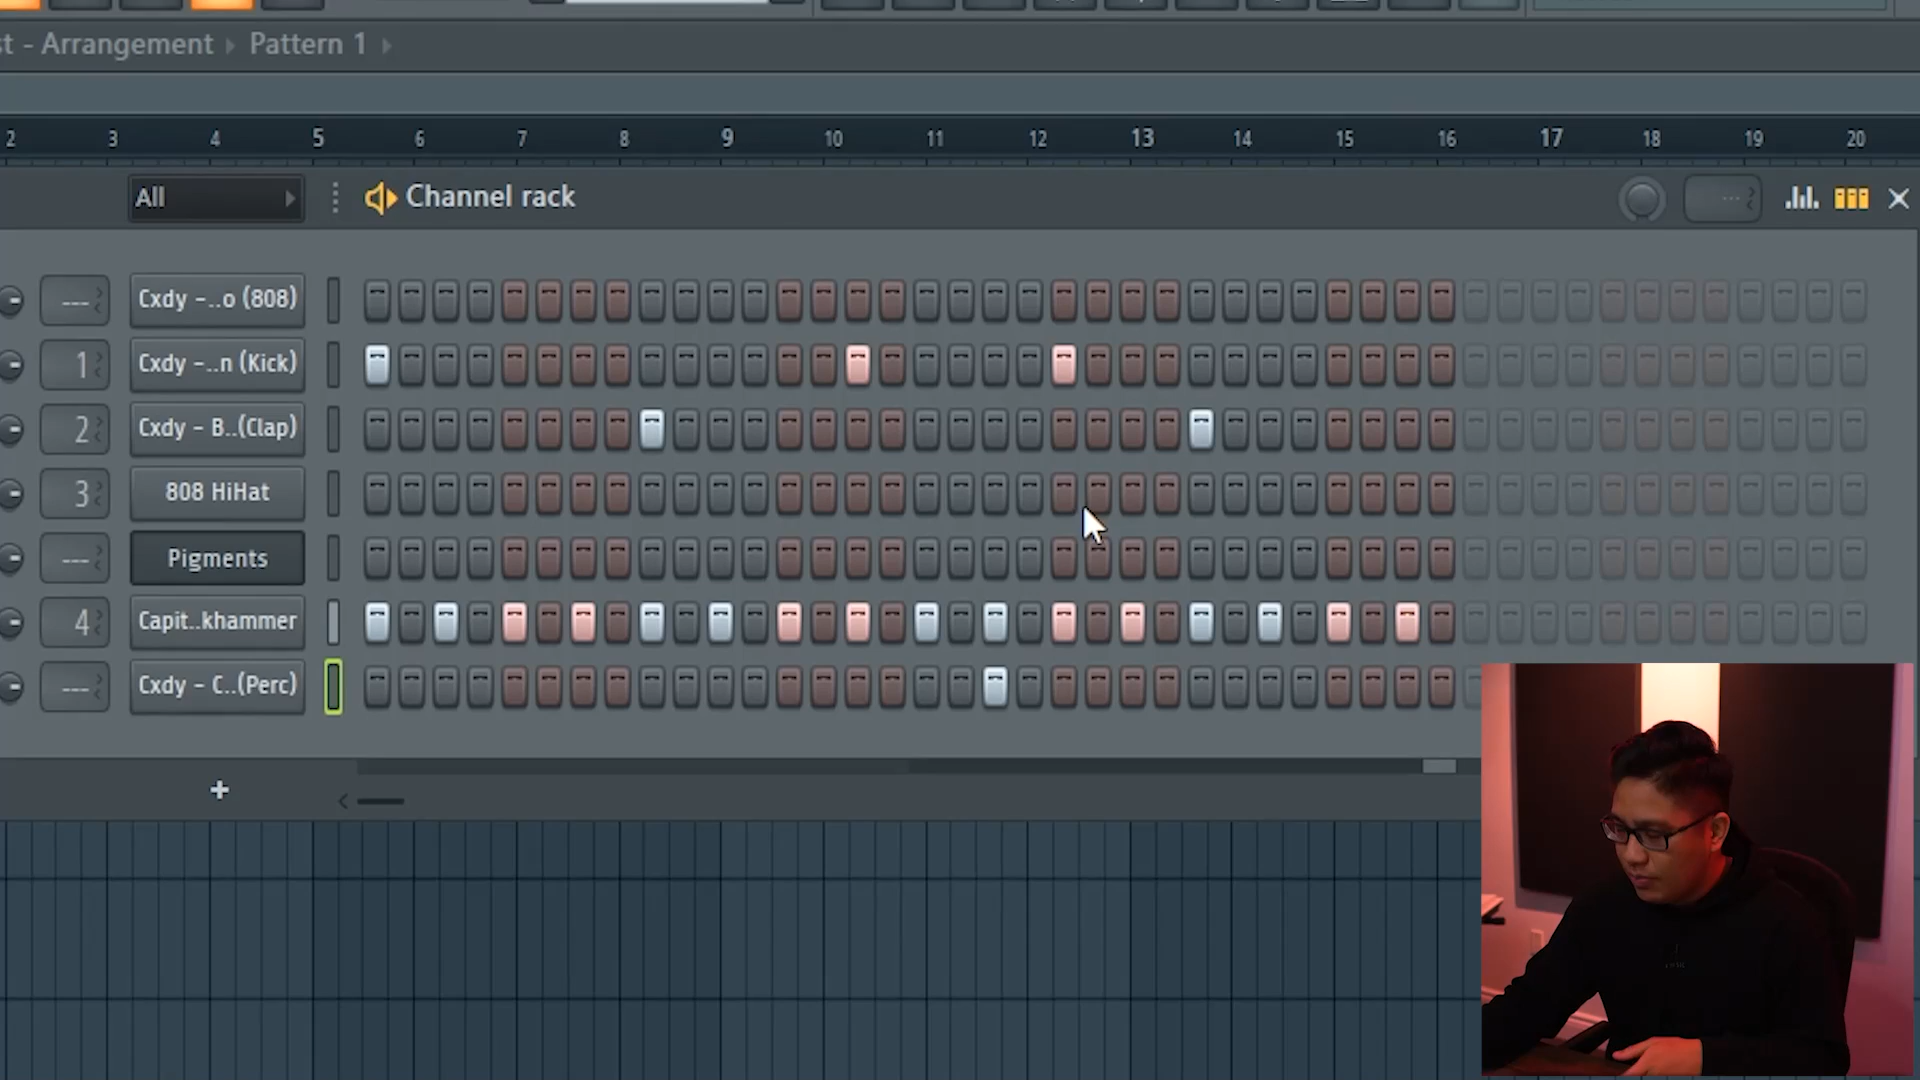 st - Arrangement ▸ Pattern 1 ▸
2 3 4 5 6 7 8 9 10 11 12 13 14 15 16 17 18 19 20
All Channel rack ---
--- Cxdy -..o (808)
1 Cxdy -..n (Kick)
2 Cxdy - B..(Clap)
3 808 HiHat
--- Pigments
4 Capit..khammer
--- Cxdy - C..(Perc)
+